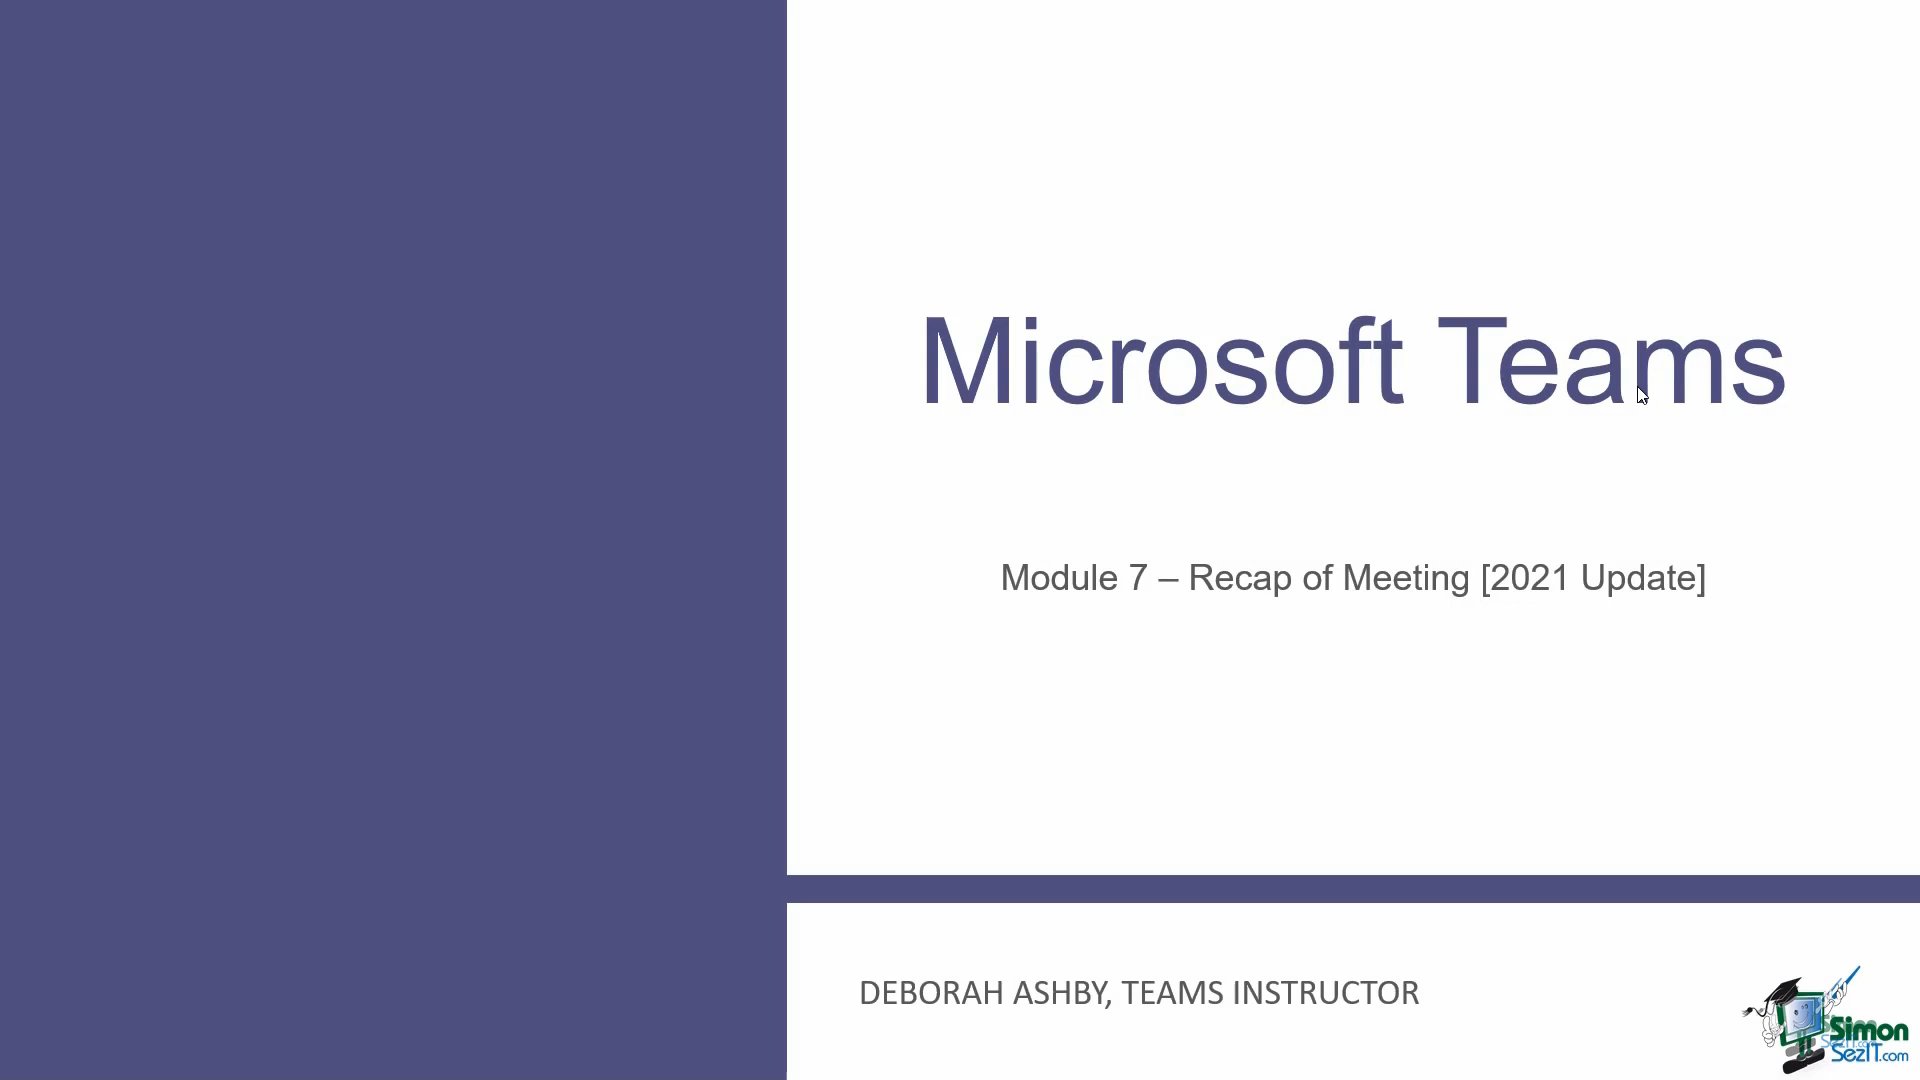 Microsoft Teams
Module 7 – Recap of Meeting [2021 Update]
DEBORAH ASHBY, TEAMS INSTRUCTOR
Simon
SezIT.com